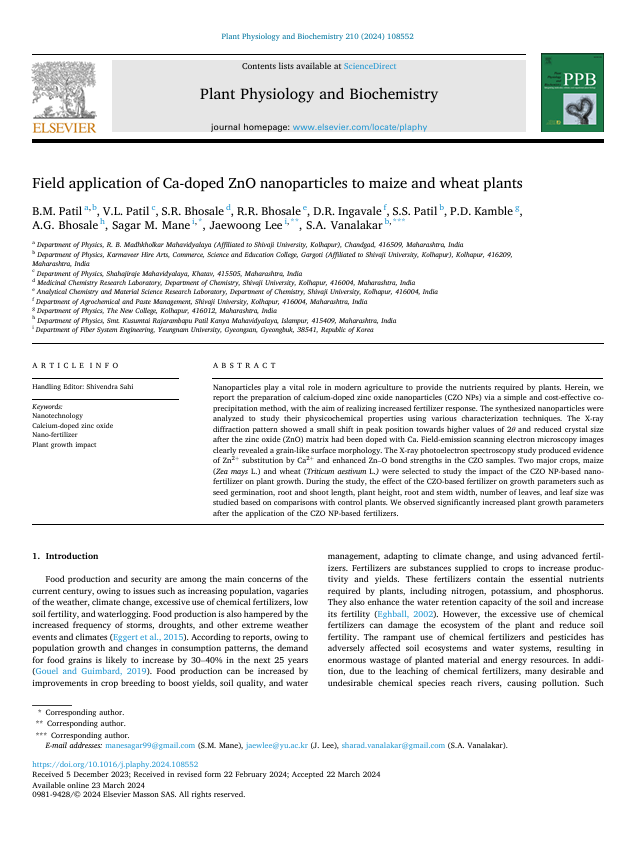 Plant Physiology and Biochemistry 210 (2024) 108552
Contents lists available at ScienceDirect
Plant Physiology and Biochemistry
journal homepage: www.elsevier.com/locate/plaphy
ELSEVIER
PPB
Field application of Ca-doped ZnO nanoparticles to maize and wheat plants
B.M. Patil a,b, V.L. Patil c, S.R. Bhosale d, R.R. Bhosale e, D.R. Ingavale f, S.S. Patil b, P.D. Kamble g,
A.G. Bhosale h, Sagar M. Mane i,*, Jaewoong Lee i,**, S.A. Vanalakar b,***
a Department of Physics, R. B. Madkholkar Mahavidyalaya (Affiliated to Shivaji University, Kolhapur), Chandgad, 416509, Maharashtra, India
b Department of Physics, Karmaveer Hire Arts, Commerce, Science and Education College, Gargoti (Affiliated to Shivaji University, Kolhapur), Kolhapur, 416209,
Maharashtra, India
c Department of Physics, Shahajiraje Mahavidyalaya, Khatav, 415505, Maharashtra, India
d Medicinal Chemistry Research Laboratory, Department of Chemistry, Shivaji University, Kolhapur, 416004, Maharashtra, India
e Analytical Chemistry and Material Science Research Laboratory, Department of Chemistry, Shivaji University, Kolhapur, 416004, India
f Department of Agrochemical and Paste Management, Shivaji University, Kolhapur, 416004, Maharashtra, India
g Department of Physics, The New College, Kolhapur, 416012, Maharashtra, India
h Department of Physics, Smt. Kusumtai Rajarambapu Patil Kanya Mahavidyalaya, Islampur, 415409, Maharashtra, India
i Department of Fiber System Engineering, Yeungnam University, Gyeongsan, Gyeongbuk, 38541, Republic of Korea
ARTICLE INFO
Handling Editor: Shivendra Sahi
Keywords:
Nanotechnology
Calcium-doped zinc oxide
Nano-fertilizer
Plant growth impact
ABSTRACT
Nanoparticles play a vital role in modern agriculture to provide the nutrients required by plants. Herein, we
report the preparation of calcium-doped zinc oxide nanoparticles (CZO NPs) via a simple and cost-effective co-
precipitation method, with the aim of realizing increased fertilizer response. The synthesized nanoparticles were
analyzed to study their physicochemical properties using various characterization techniques. The X-ray
diffraction pattern showed a small shift in peak position towards higher values of 2θ and reduced crystal size
after the zinc oxide (ZnO) matrix had been doped with Ca. Field-emission scanning electron microscopy images
clearly revealed a grain-like surface morphology. The X-ray photoelectron spectroscopy study produced evidence
of Zn2+ substitution by Ca2+ and enhanced Zn–O bond strengths in the CZO samples. Two major crops, maize
(Zea mays L.) and wheat (Triticum aestivum L.) were selected to study the impact of the CZO NP-based nano-
fertilizer on plant growth. During the study, the effect of the CZO-based fertilizer on growth parameters such as
seed germination, root and shoot length, plant height, root and stem width, number of leaves, and leaf size was
studied based on comparisons with control plants. We observed significantly increased plant growth parameters
after the application of the CZO NP-based fertilizers.
1. Introduction
Food production and security are among the main concerns of the
current century, owing to issues such as increasing population, vagaries
of the weather, climate change, excessive use of chemical fertilizers, low
soil fertility, and waterlogging. Food production is also hampered by the
increased frequency of storms, droughts, and other extreme weather
events and climates (Eggert et al., 2015). According to reports, owing to
population growth and changes in consumption patterns, the demand
for food grains is likely to increase by 30–40% in the next 25 years
(Gouel and Guimbard, 2019). Food production can be increased by
improvements in crop breeding to boost yields, soil quality, and water
management, adapting to climate change, and using advanced fertil-
izers. Fertilizers are substances supplied to crops to increase produc-
tivity and yields. These fertilizers contain the essential nutrients
required by plants, including nitrogen, potassium, and phosphorus.
They also enhance the water retention capacity of the soil and increase
its fertility (Eghball, 2002). However, the excessive use of chemical
fertilizers can damage the ecosystem of the plant and reduce soil
fertility. The rampant use of chemical fertilizers and pesticides has
adversely affected soil ecosystems and water systems, resulting in
enormous wastage of planted material and energy resources. In addi-
tion, due to the leaching of chemical fertilizers, many desirable and
undesirable chemical species reach rivers, causing pollution. Such
* Corresponding author.
** Corresponding author.
*** Corresponding author.
E-mail addresses: manesagar99@gmail.com (S.M. Mane), jaewlee@yu.ac.kr (J. Lee), sharad.vanalakar@gmail.com (S.A. Vanalakar).
https://doi.org/10.1016/j.plaphy.2024.108552
Received 5 December 2023; Received in revised form 22 February 2024; Accepted 22 March 2024
Available online 23 March 2024
0981-9428/© 2024 Elsevier Masson SAS. All rights reserved.